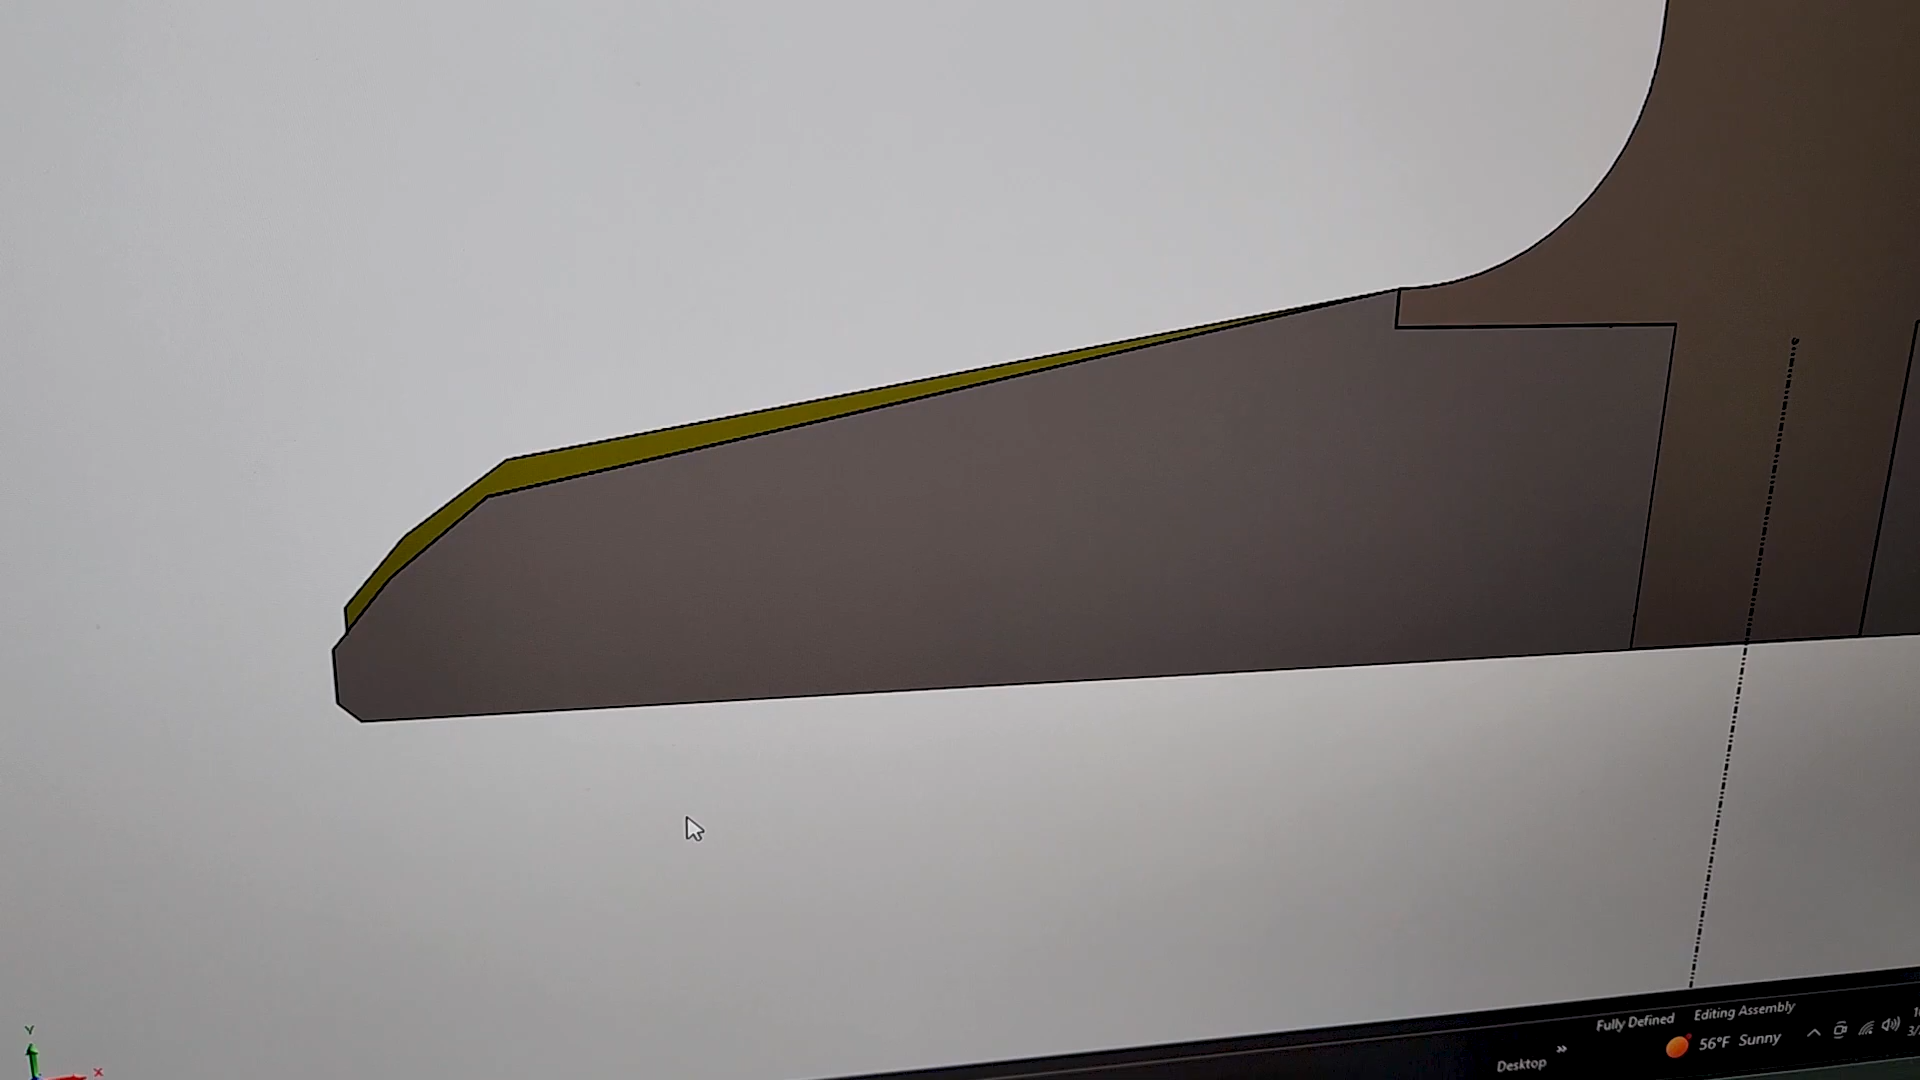 Y
X
Fully Defined Editing Assembly
56°F Sunny
Desktop